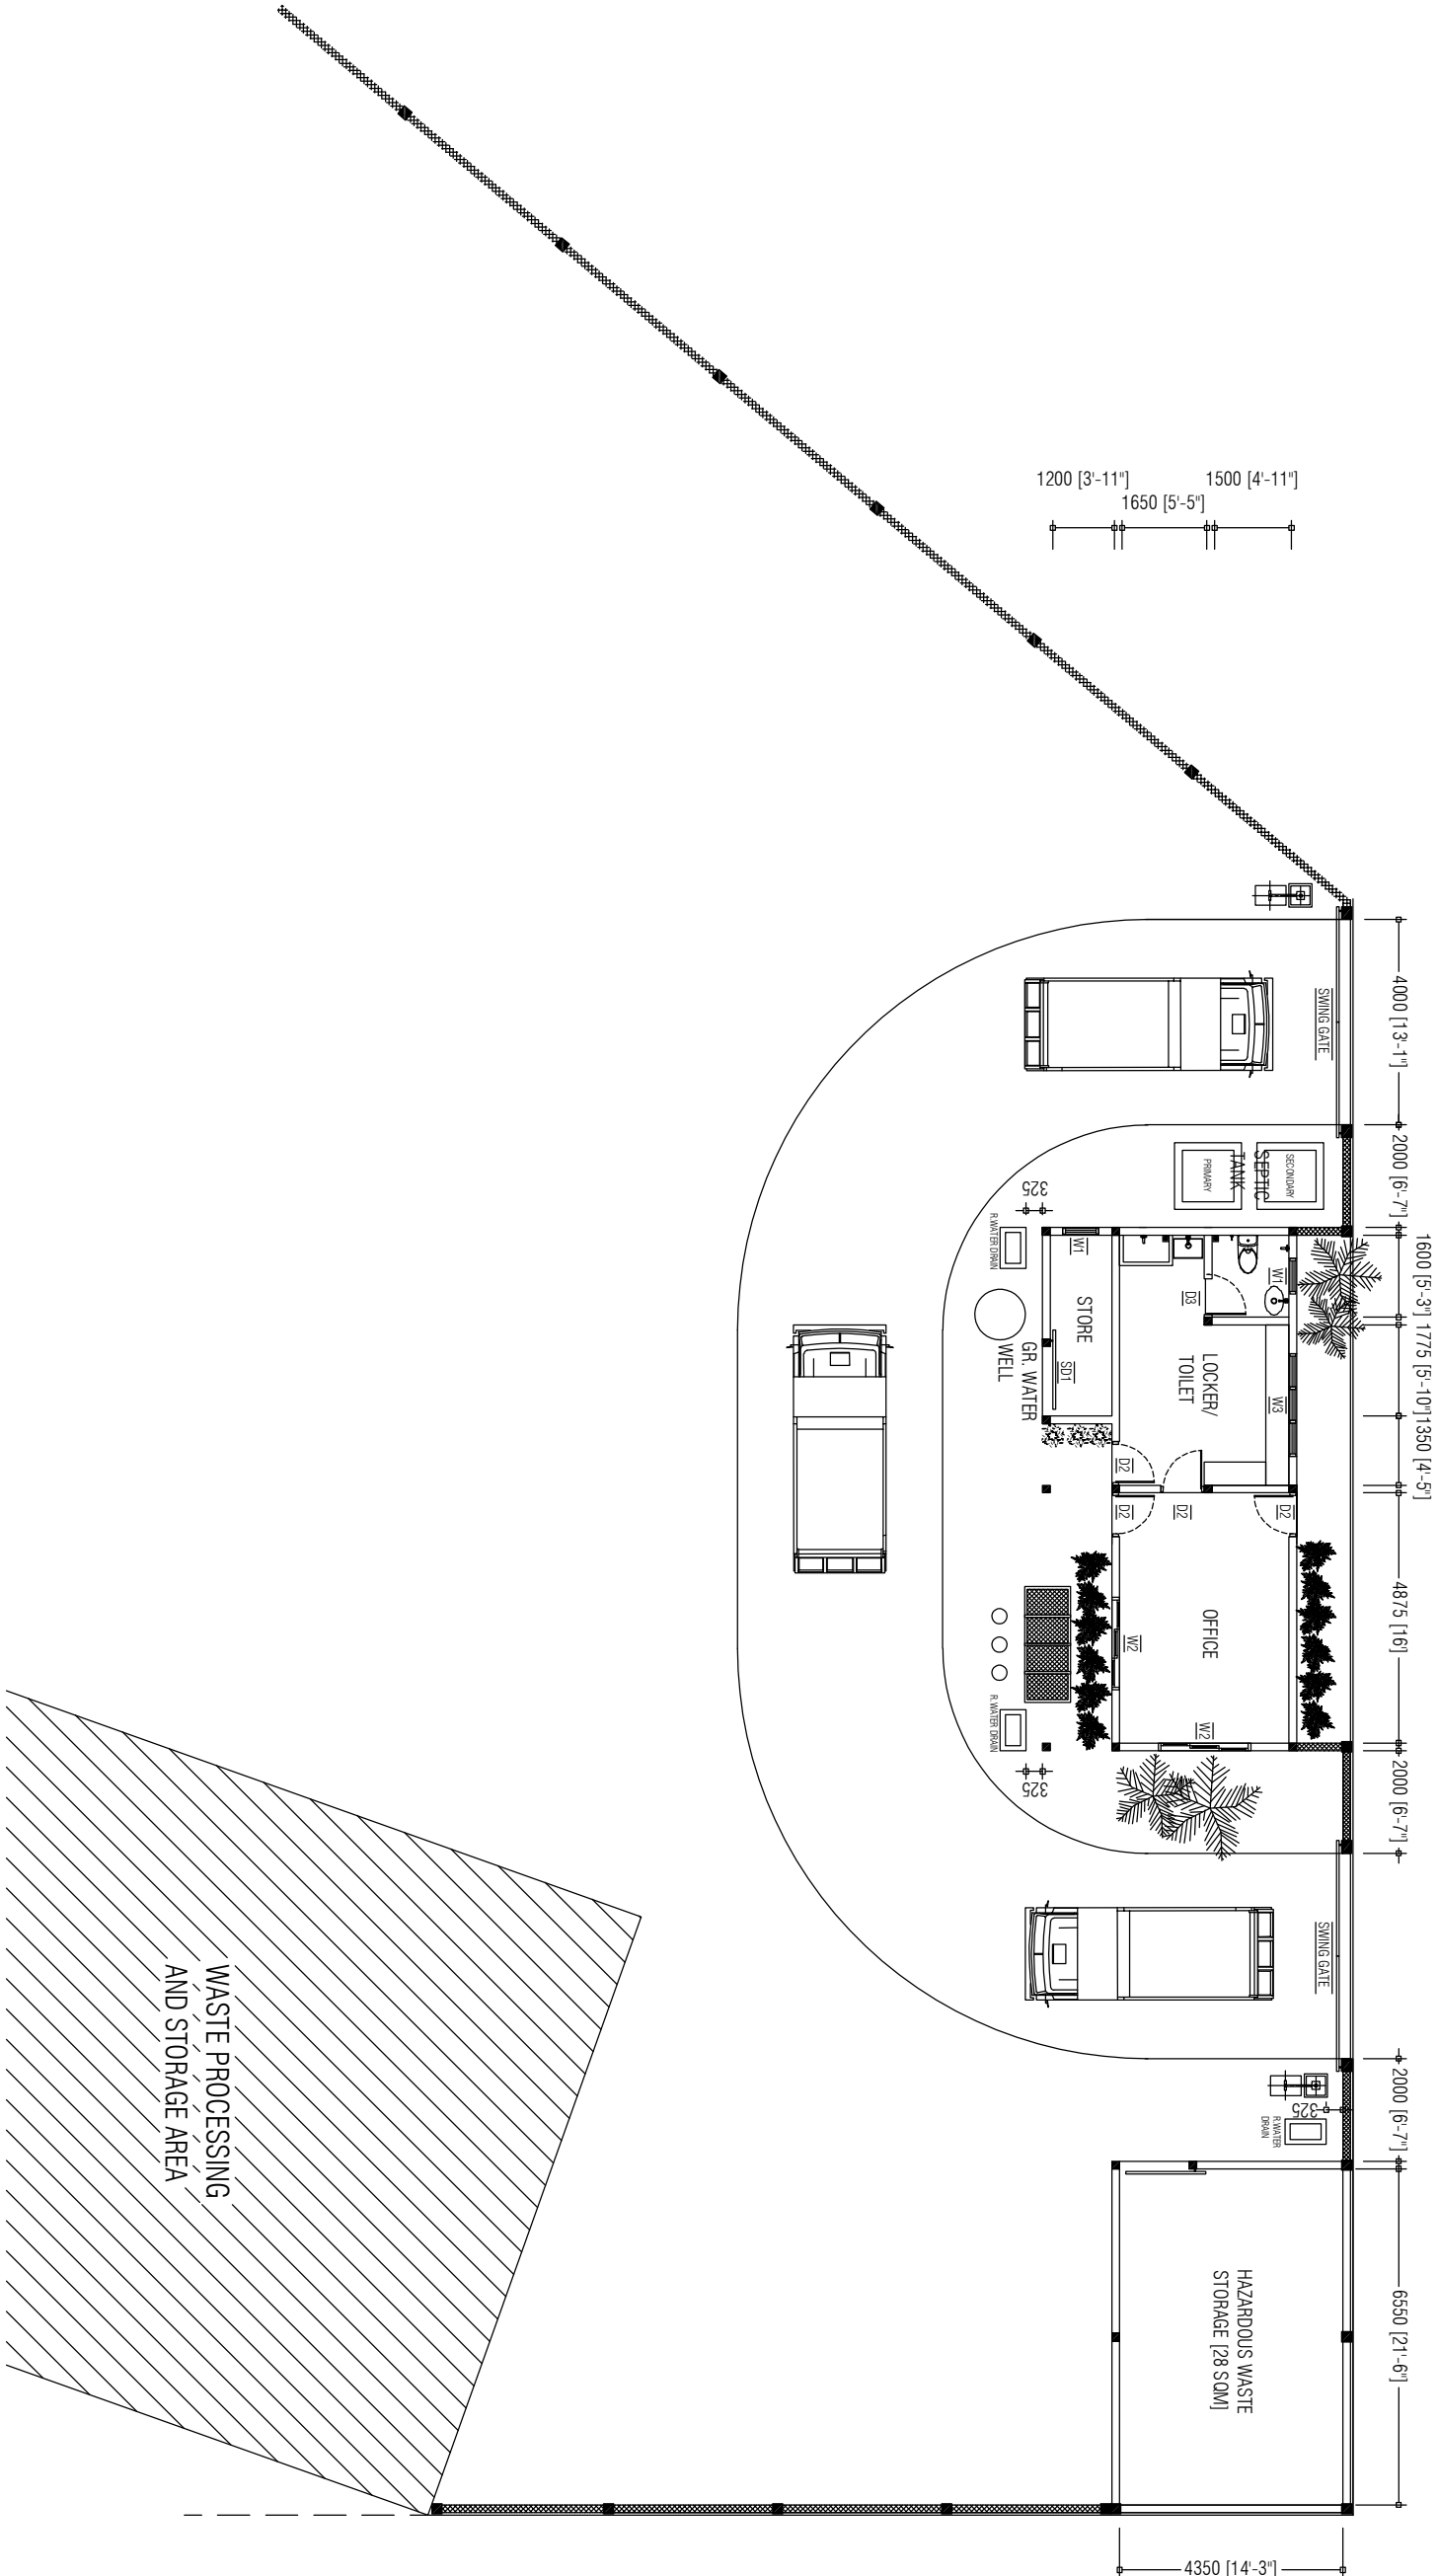 1200 [3'-11"]
1650 [5'-5"]
1500 [4'-11"]
4000 [13'-1"]
2000 [6'-7"]
1600 [5'-3"]
1775 [5'-10"]
1350 [4'-5"]
4875 [16']
2000 [6'-7"]
2000 [6'-7"]
6550 [21'-6"]
4350 [14'-3"]
SWING GATE
SEPTIC
TANK
SECONDARY
PRIMARY
325
R.WATER DRAIN
W1
STORE
SD1
GR. WATER
WELL
W1
D3
LOCKER/
TOILET
W3
D2
D2
D2
D2
OFFICE
W2
W2
R.WATER DRAIN
325
SWING GATE
325
R.WATER
DRAIN
HAZARDOUS WASTE
STORAGE [28 SQM]
WASTE PROCESSING
AND STORAGE AREA